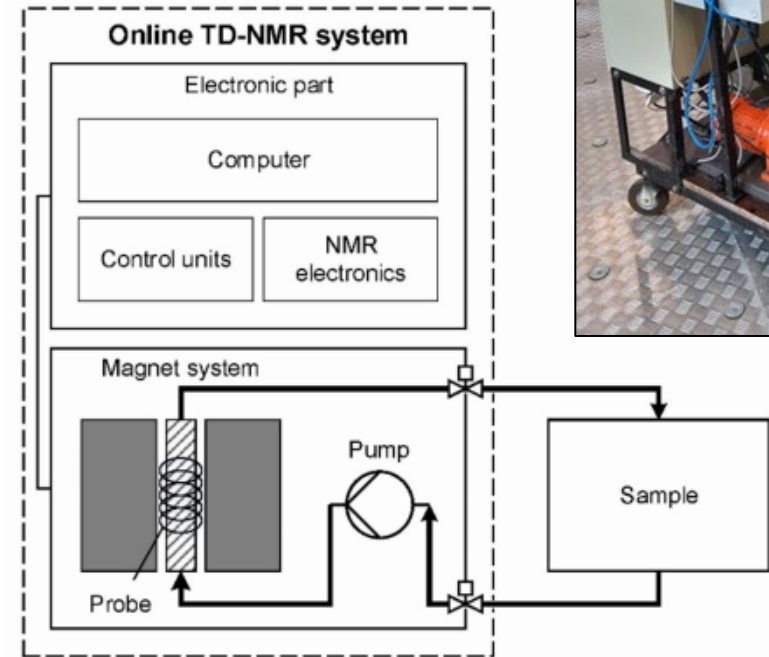 Online TD-NMR system
Electronic part
Computer
Control units
NMR
electronics
Magnet system
Pump
Sample
Probe